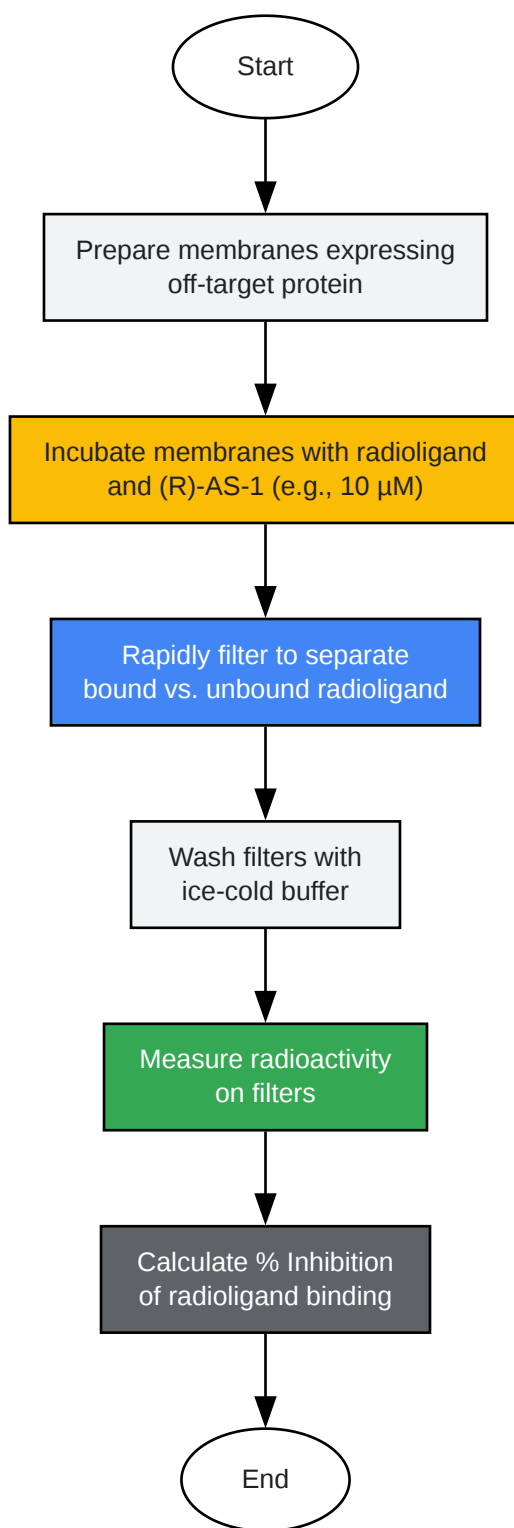 Start
Prepare membranes expressing
off-target protein
Incubate membranes with radioligand
and (R)-AS-1 (e.g., 10 µM)
Rapidly filter to separate
bound vs. unbound radioligand
Wash filters with
ice-cold buffer
Measure radioactivity
on filters
Calculate % Inhibition
of radioligand binding
End